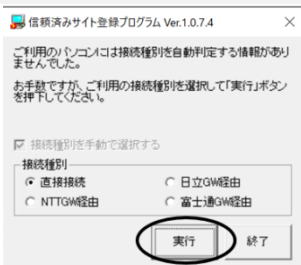 信頼済みサイト登録プログラム Ver.1.0.7.4
ご利用のパソコンには接続種別を自動判定する情報があり
ませんでした。
お手数ですが、ご利用の接続種別を選択して「実行」ボタン
を押下してください。
接続種別を手動で選択する
接続種別
直接接続 日立GW経由
NTTGW経由 富士通GW経由
実行 終了